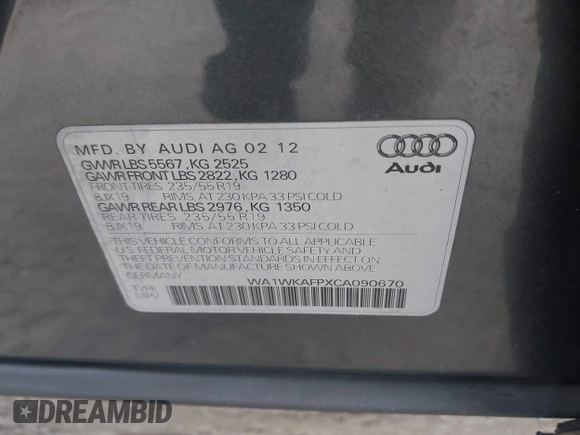 MFD. BY AUDI AG 02 12
GVWR LBS 5567, KG 2525
GAWR FRONT LBS 2822, KG 1280
FRONT TIRES 235/55 R19
8JX19 RIMS, AT 230 KPA 33 PSI COLD
GAWR REAR LBS 2976, KG 1350
REAR TIRES 235/55 R19
8JX19 RIMS, AT 230 KPA 33 PSI COLD
THIS VEHICLE CONFORMS TO ALL APPLICABLE
U.S. FEDERAL MOTOR VEHICLE SAFETY AND
THEFT PREVENTION STANDARDS IN EFFECT ON
THE DATE OF MANUFACTURE SHOWN ABOVE
GERMANY
WA1WKAFPXCA090670
TYPE
MPV
Audi
DREAMBID